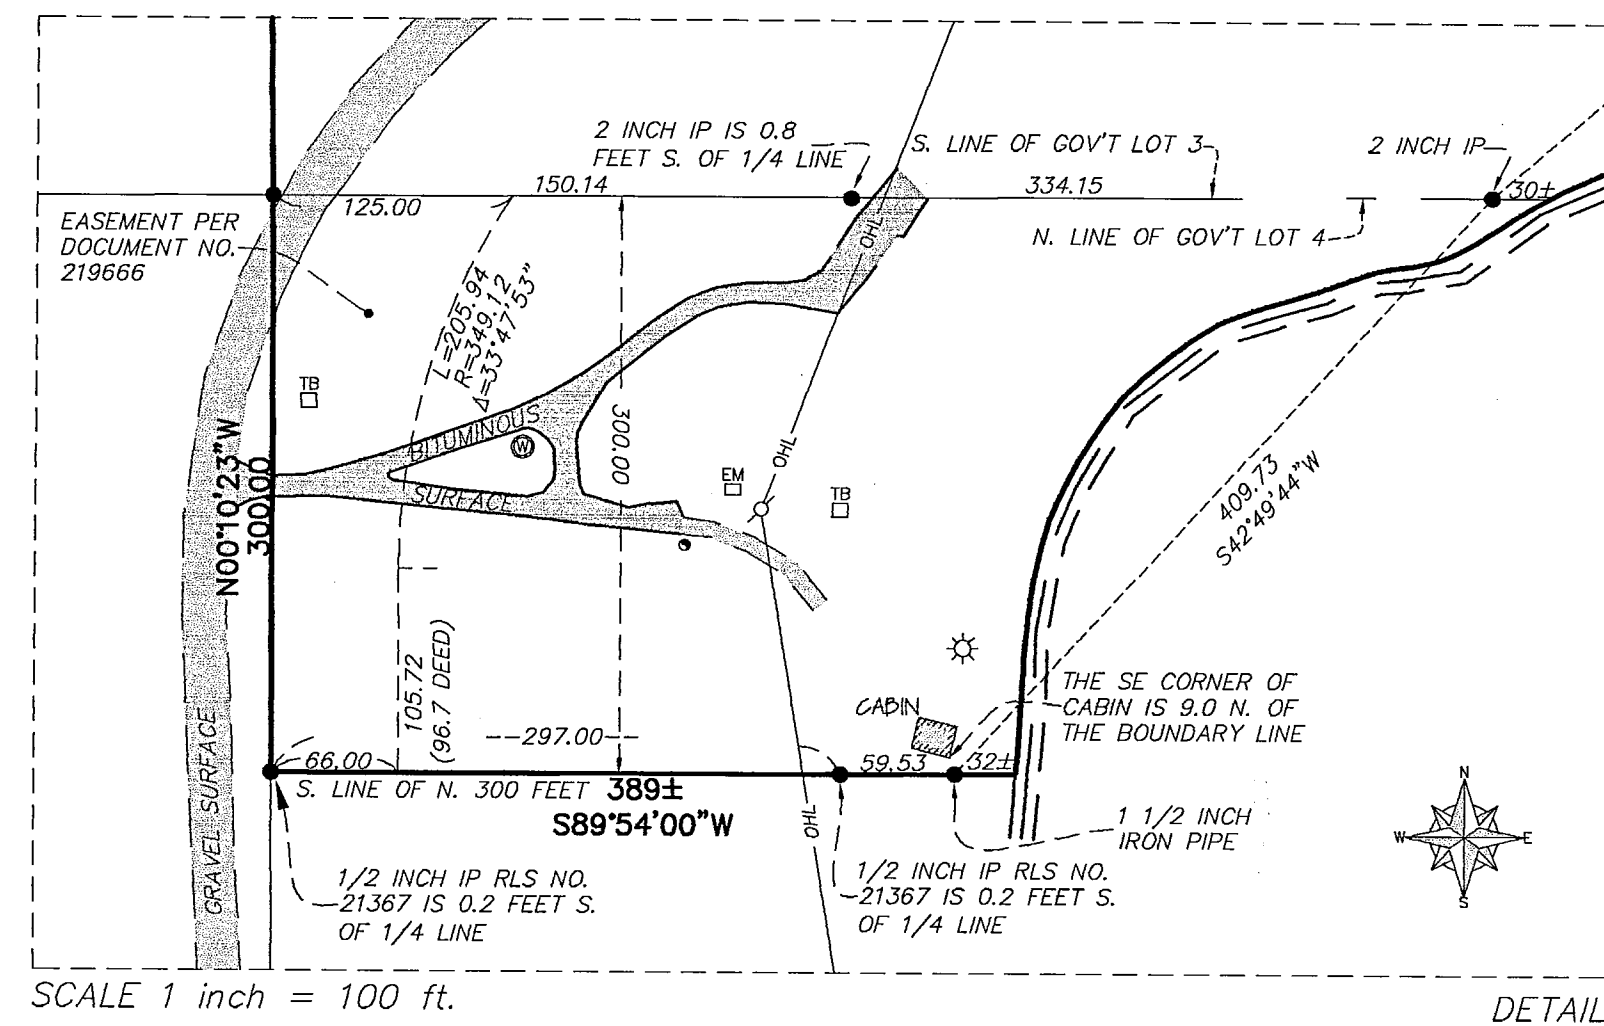 2 INCH IP IS 0.8
FEET S. OF 1/4 LINE
S. LINE OF GOV'T LOT 3
2 INCH IP
150.14
334.15
30±
125.00
EASEMENT PER
DOCUMENT NO.
219666
N. LINE OF GOV'T LOT 4
OHL
L=205.94
R=349.12
Δ=33°47'53"
TB
BITUMINOUS
W
SURFACE
300.00
OHL
EM
TB
N00°10'23"W
300.00
409.73
S42°49'44"W
105.72
(96.7 DEED)
CABIN
THE SE CORNER OF
CABIN IS 9.0 N. OF
THE BOUNDARY LINE
297.00
66.00
59.53
32±
S. LINE OF N. 300 FEET
389±
S89°54'00"W
OHL
GRAVEL SURFACE
1 1/2 INCH
IRON PIPE
1/2 INCH IP RLS NO.
21367 IS 0.2 FEET S.
OF 1/4 LINE
1/2 INCH IP RLS NO.
21367 IS 0.2 FEET S.
OF 1/4 LINE
N
W
E
S
SCALE 1 inch = 100 ft.
DETAIL